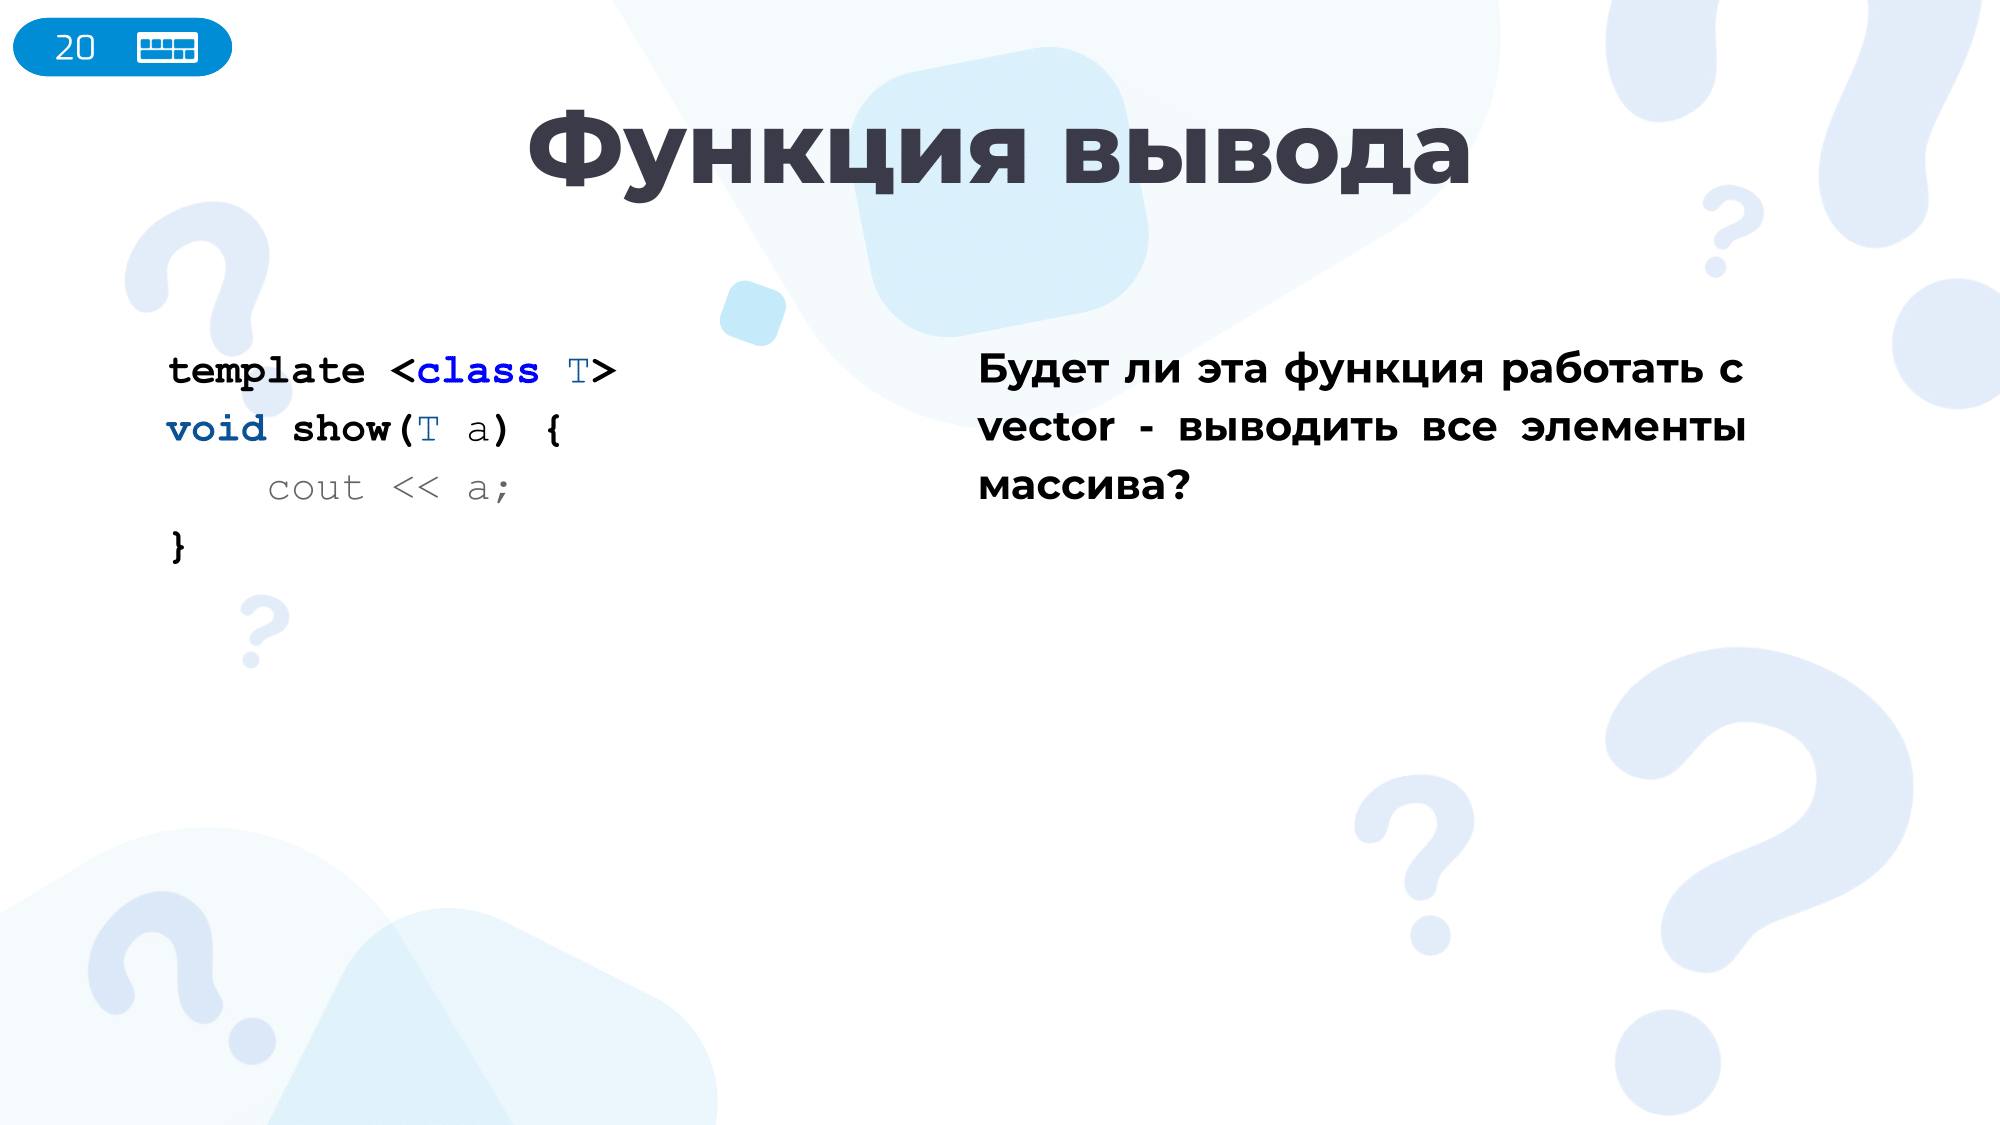 20
Функция вывода
template <class T>
void show(T a) {
    cout << a;
}
Будет ли эта функция работать с
vector - выводить все элементы
массива?